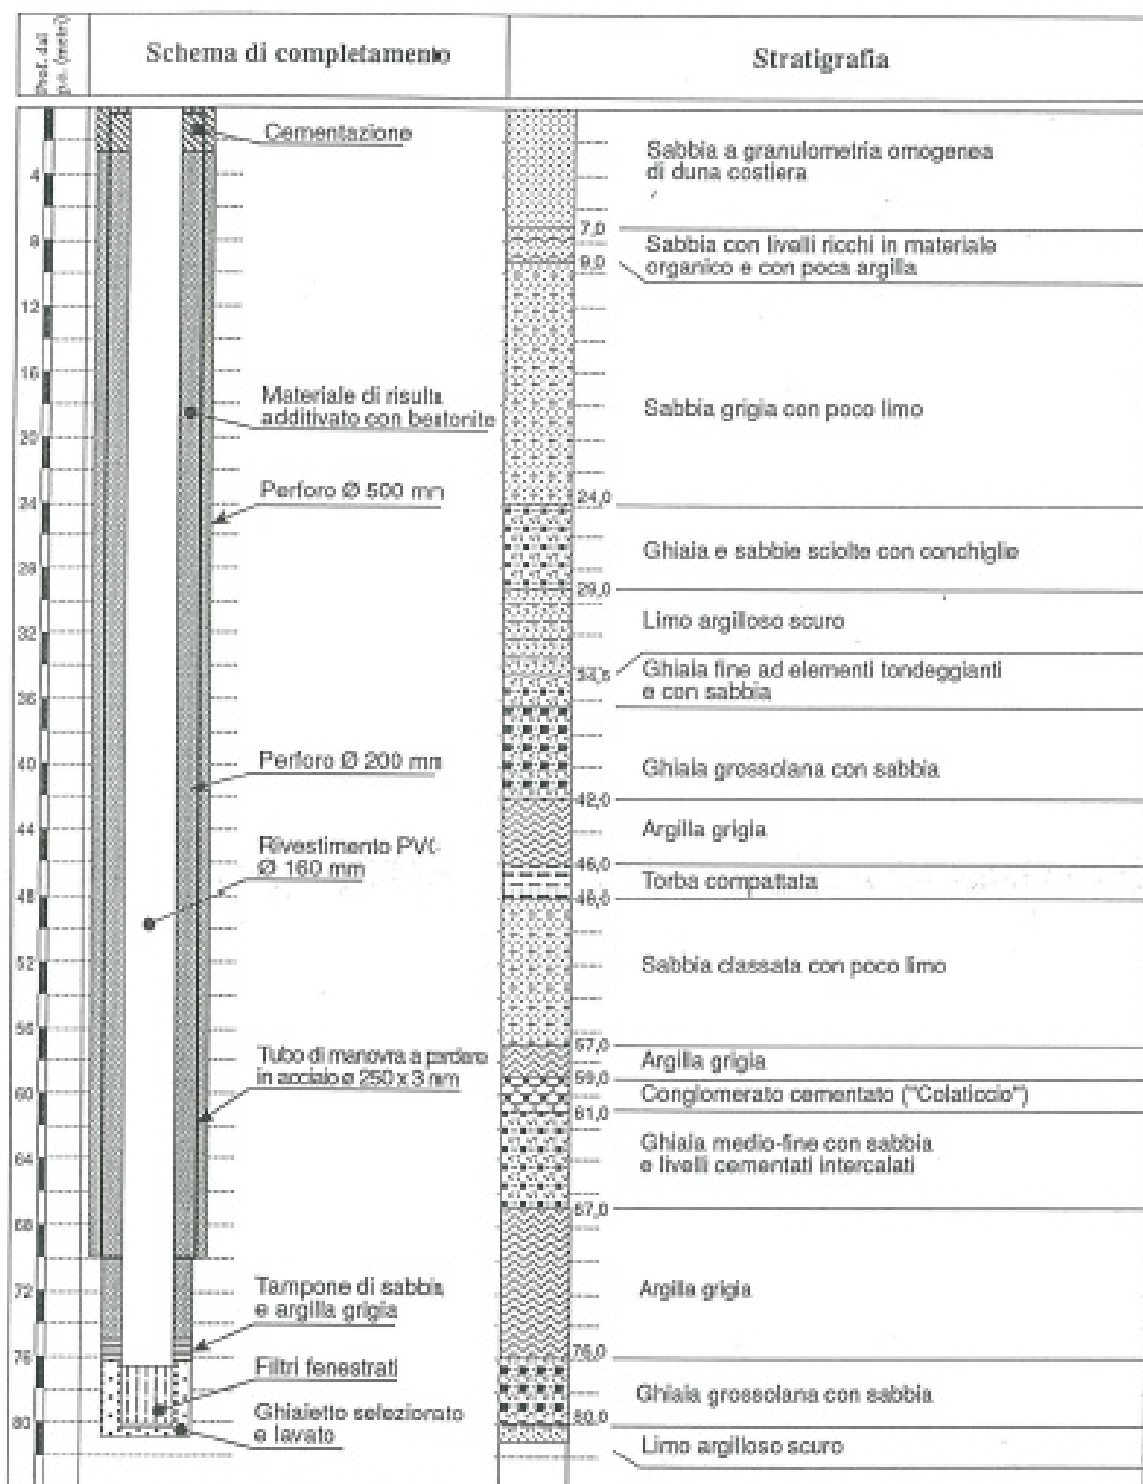 Prof. dal
p.c. (metri)
Schema di completamento
Stratigrafia
Cementazione
Materiale di risulta
additivato con bentonite
Perforo Ø 500 mm
Perforo Ø 200 mm
Rivestimento PVC
Ø 160 mm
Tubo di manovra a perdere
in acciaio ø 250 x 3 mm
Tampone di sabbia
e argilla grigia
Filtri fenestrati
Ghiaietto selezionato
e lavato
4
8
12
16
20
24
28
32
36
40
44
48
52
56
60
64
68
72
76
80
Sabbia a granulometria omogenea
di duna costiera
7,0
Sabbia con livelli ricchi in materiale
organico e con poca argilla
9,0
Sabbia grigia con poco limo
24,0
Ghiaia e sabbie sciolte con conchiglie
29,0
Limo argilloso scuro
Ghiaia fine ad elementi tondeggianti
e con sabbia
Ghiaia grossolana con sabbia
42,0
Argilla grigia
46,0
Torba compattata
48,0
Sabbia classata con poco limo
57,0
Argilla grigia
59,0
Conglomerato cementato ("Colaticcio")
61,0
Ghiaia medio-fine con sabbia
e livelli cementati intercalati
67,0
Argilla grigia
76,0
Ghiaia grossolana con sabbia
80,0
Limo argilloso scuro